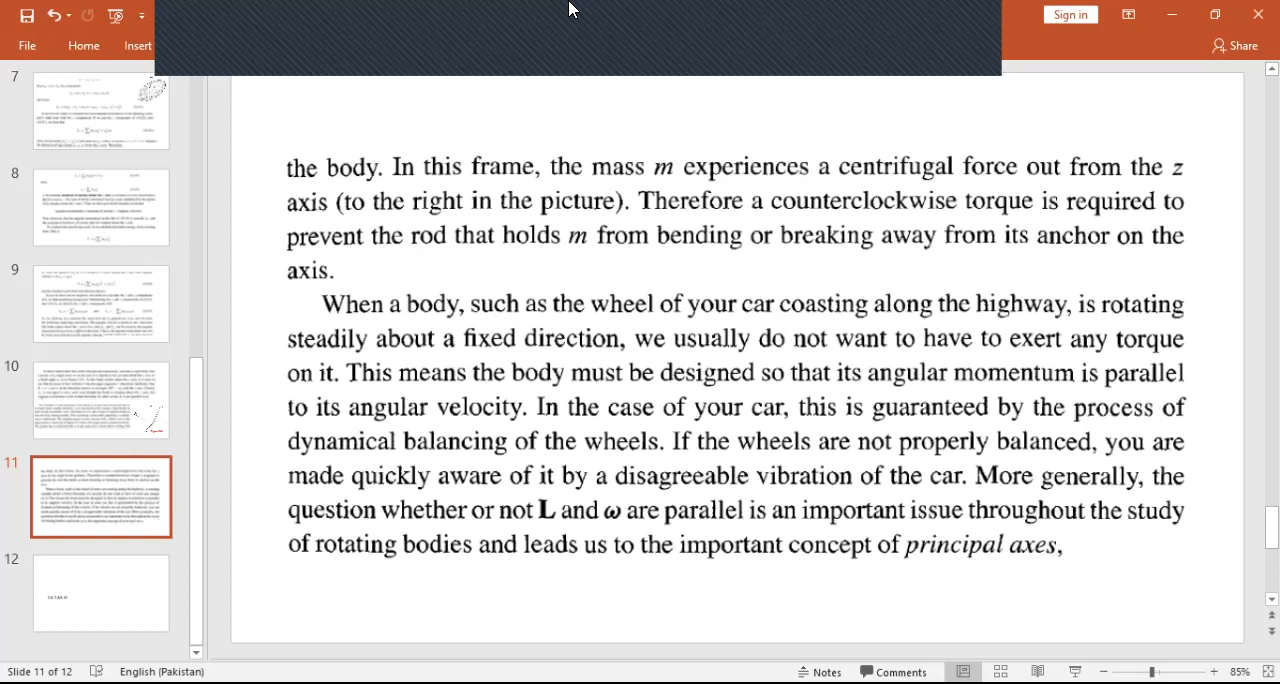 Sign in
File
Home
Insert
Share
7
8
9
10
11
12
the body. In this frame, the mass m experiences a centrifugal force out from the z
axis (to the right in the picture). Therefore a counterclockwise torque is required to
prevent the rod that holds m from bending or breaking away from its anchor on the
axis.
When a body, such as the wheel of your car coasting along the highway, is rotating
steadily about a fixed direction, we usually do not want to have to exert any torque
on it. This means the body must be designed so that its angular momentum is parallel
to its angular velocity. In the case of your car, this is guaranteed by the process of
dynamical balancing of the wheels. If the wheels are not properly balanced, you are
made quickly aware of it by a disagreeable vibration of the car. More generally, the
question whether or not L and ω are parallel is an important issue throughout the study
of rotating bodies and leads us to the important concept of principal axes,
Slide 11 of 12
English (Pakistan)
Notes
Comments
85%